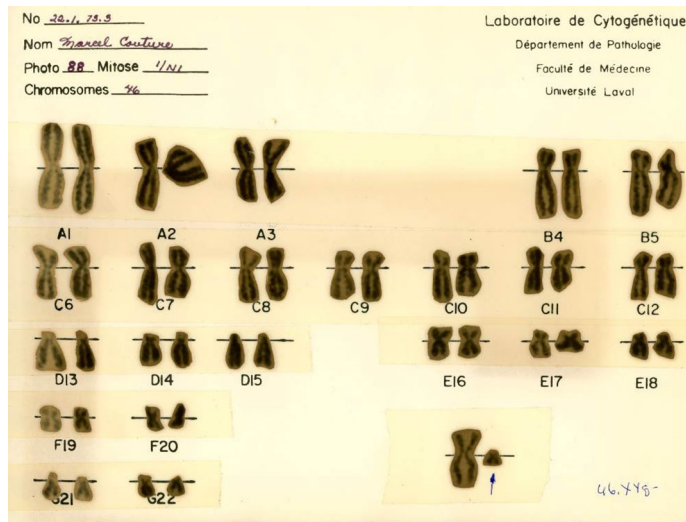 No 22.1.73.3
Nom Marcel Couture
Photo 88 Mitose 1/NI
Chromosomes 46
Laboratoire de Cytogénétique
Département de Pathologie
Faculté de Médecine
Université Laval
A1 A2 A3 B4 B5
C6 C7 C8 C9 C10 C11 C12
D13 D14 D15 E16 E17 E18
F19 F20
G21 G22
46,XYq-